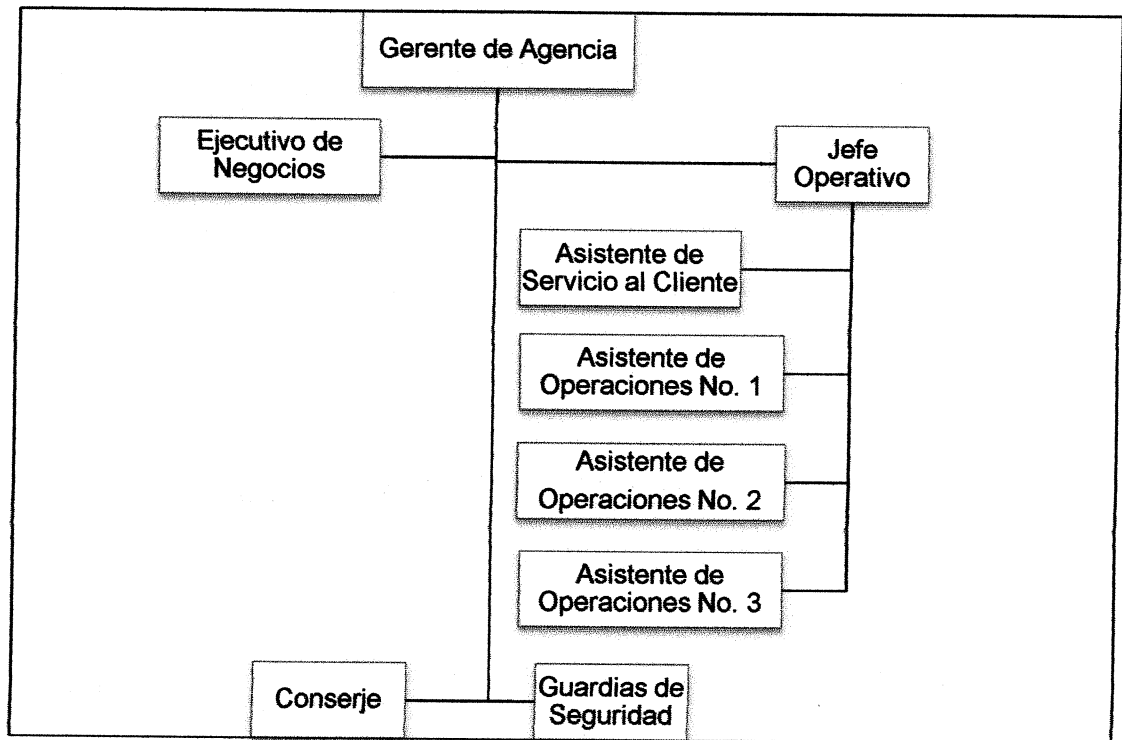 Gerente de Agencia
Ejecutivo de
Negocios
Jefe
Operativo
Asistente de
Servicio al Cliente
Asistente de
Operaciones No. 1
Asistente de
Operaciones No. 2
Asistente de
Operaciones No. 3
Conserje
Guardias de
Seguridad